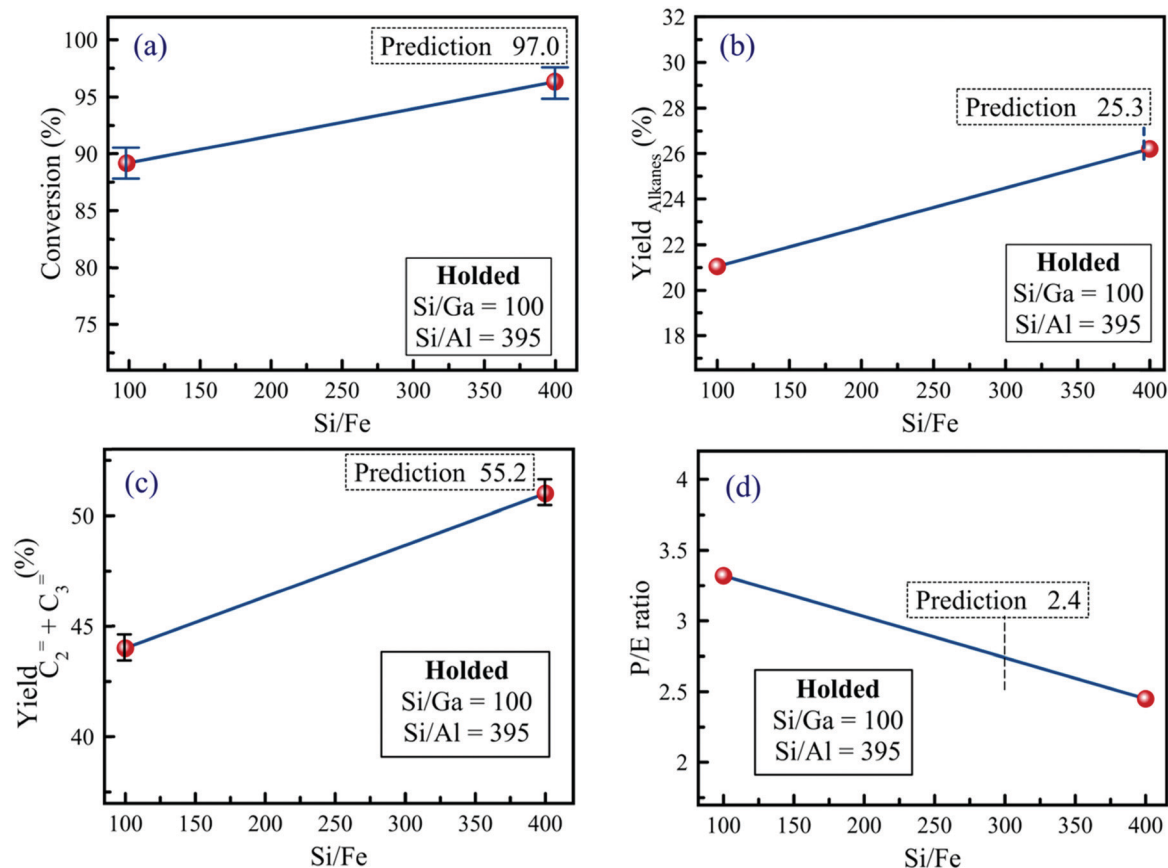 (a)
Prediction 97.0
100
95
90
85
80
75
Conversion (%)
Holded
Si/Ga = 100
Si/Al = 395
100 150 200 250 300 350 400
Si/Fe
(b)
Prediction 25.3
32
30
28
26
24
22
20
18
Yield Alkanes (%)
Holded
Si/Ga = 100
Si/Al = 395
100 150 200 250 300 350 400
Si/Fe
(c)
Prediction 55.2
50
45
40
Yield C2= + C3= (%)
Holded
Si/Ga = 100
Si/Al = 395
100 150 200 250 300 350 400
Si/Fe
(d)
4
3.5
3
2.5
2
P/E ratio
Prediction 2.4
Holded
Si/Ga = 100
Si/Al = 395
100 150 200 250 300 350 400
Si/Fe